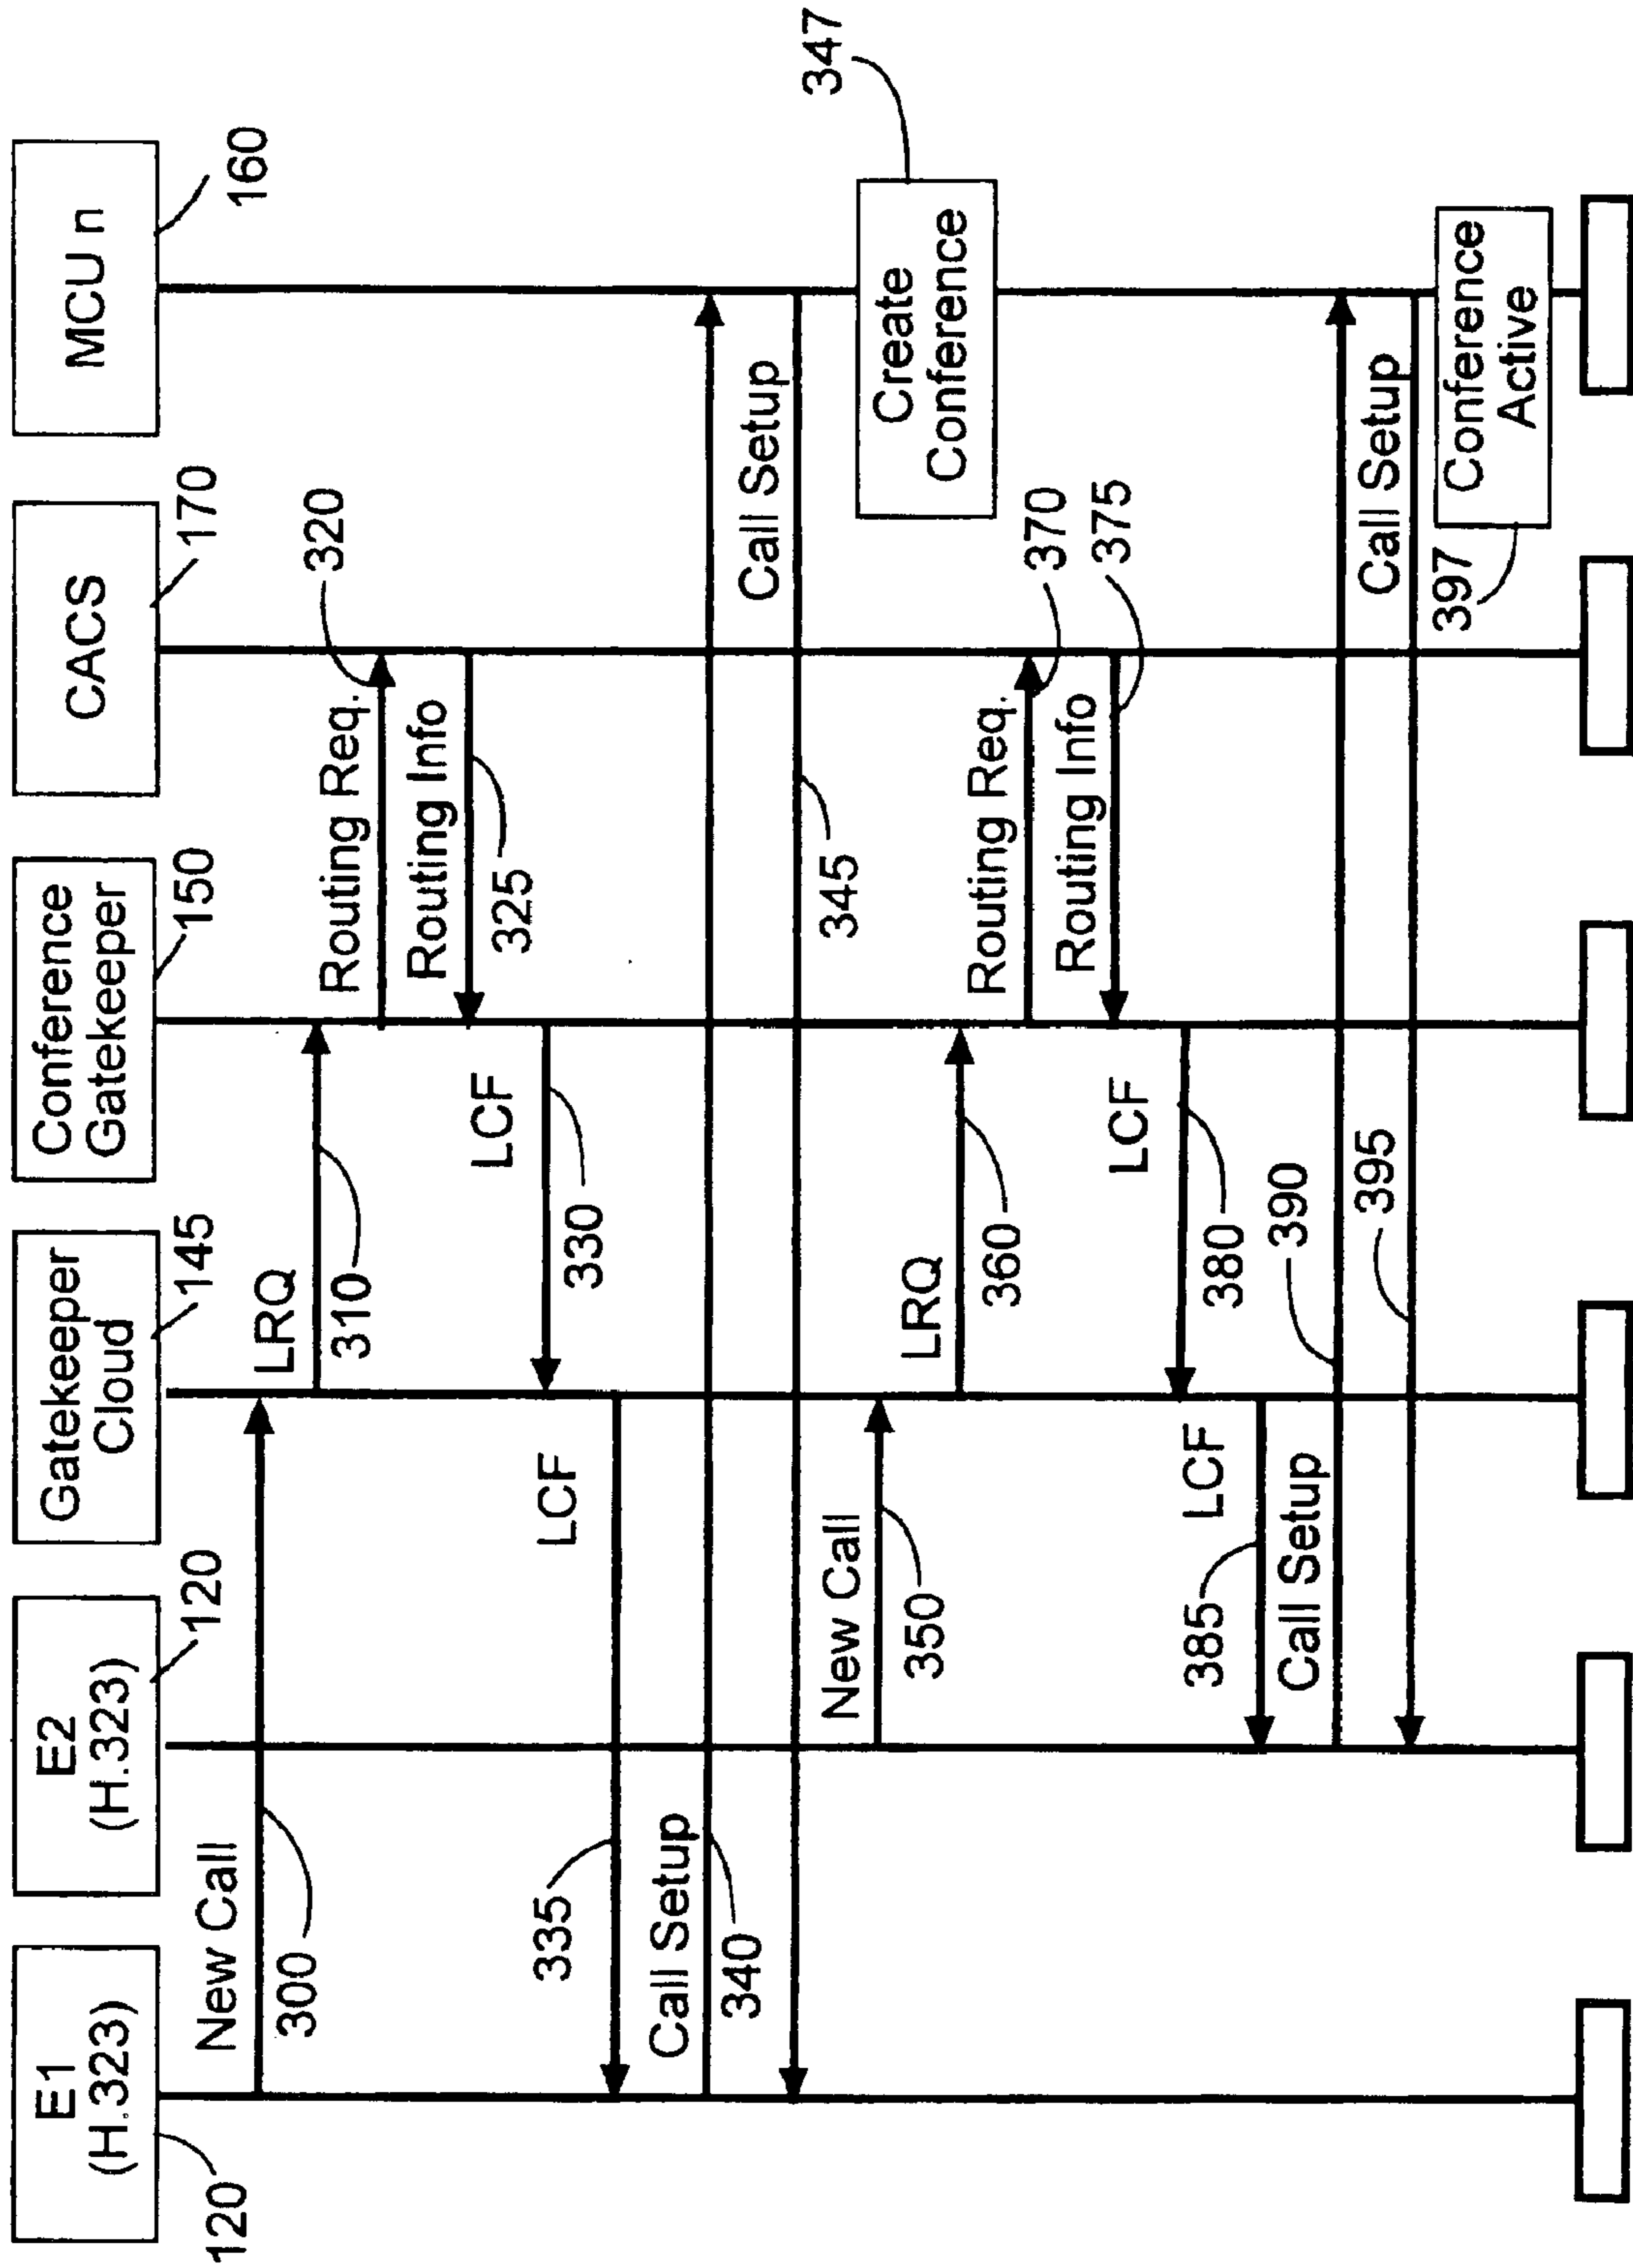 E1
(H.323)
120
E2
(H.323)
120
Gatekeeper
Cloud
145
Conference
Gatekeeper
150
CACS
170
MCU n
160
New Call
300
LRQ
310
Routing Req.
320
Routing Info
325
LCF
330
LCF
335
Call Setup
340
Call Setup
345
Create
Conference
347
New Call
350
LRQ
360
Routing Req.
370
Routing Info
375
LCF
380
LCF
385
Call Setup
390
Call Setup
395
Conference
Active
397